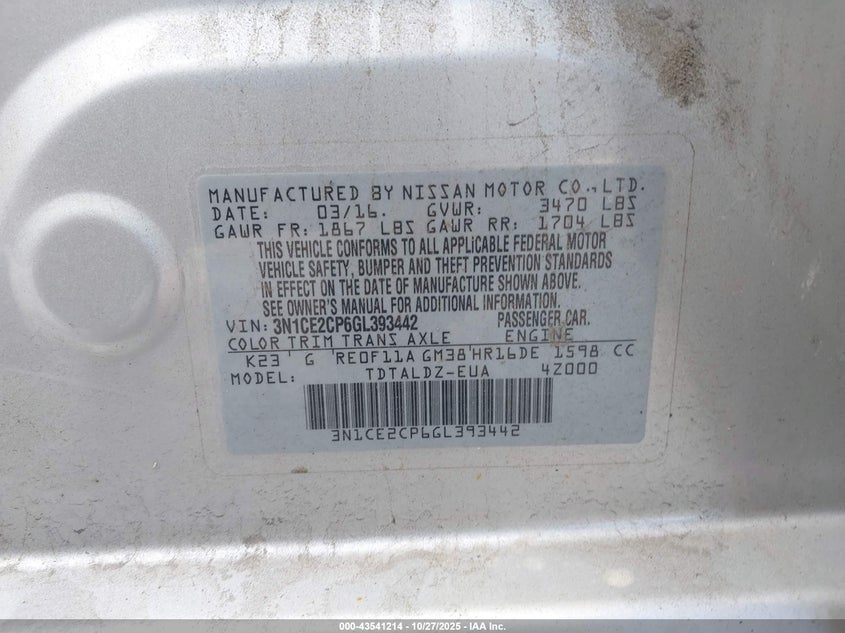 MANUFACTURED BY NISSAN MOTOR CO., LTD.
DATE: 03/16. GVWR: 3470 LBS
GAWR FR: 1867 LBS GAWR RR: 1704 LBS
THIS VEHICLE CONFORMS TO ALL APPLICABLE FEDERAL MOTOR
VEHICLE SAFETY, BUMPER AND THEFT PREVENTION STANDARDS
IN EFFECT ON THE DATE OF MANUFACTURE SHOWN ABOVE.
SEE OWNER'S MANUAL FOR ADDITIONAL INFORMATION.
VIN: 3N1CE2CP6GL393442 PASSENGER CAR.
COLOR TRIM TRANS AXLE ENGINE
K23 G RE0F11A GM38 HR16DE 1598 CC
MODEL: TDTALDZ-EUA 4Z000
3N1CE2CP6GL393442
000-43541214 - 10/27/2025 - IAA Inc.